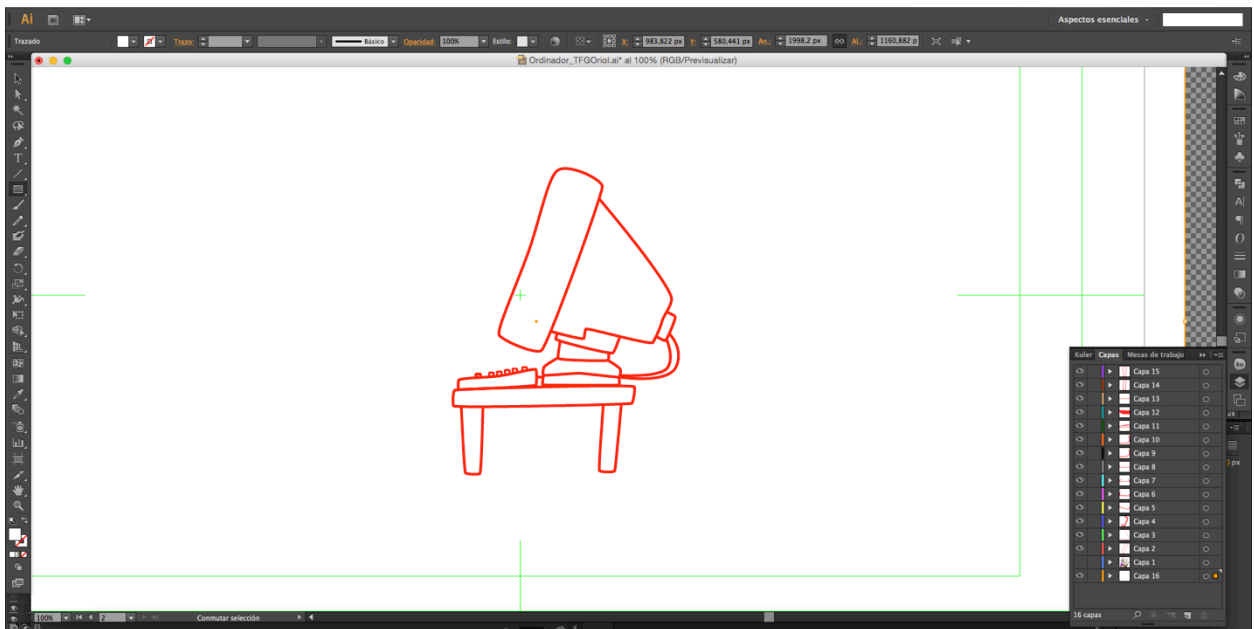 Ai
Aspectos esenciales
Trazado
Trazo:
Básico
Opacidad: 100%
Estilo:
X: 983,822 px
Y: 580,441 px
An.: 1998,2 px
Al.: 1160,882 p
Ordinador_TFGOriol.ai* al 100% (RGB/Previsualizar)
Kuler Capas Mesas de trabajo
Capa 15
Capa 14
Capa 13
Capa 12
Capa 11
Capa 10
Capa 9
Capa 8
Capa 7
Capa 6
Capa 5
Capa 4
Capa 3
Capa 2
Capa 1
Capa 16
16 capas
px
100%
2
Conmutar selección